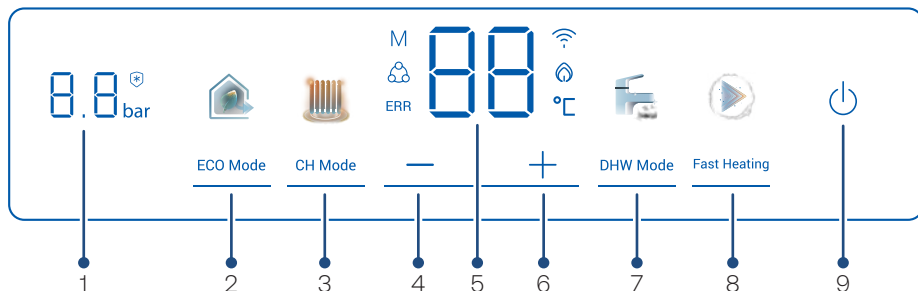 M
8.8
88
bar
ERR
°C
ECO Mode
CH Mode
−
+
DHW Mode
Fast Heating
1
2
3
4
5
6
7
8
9